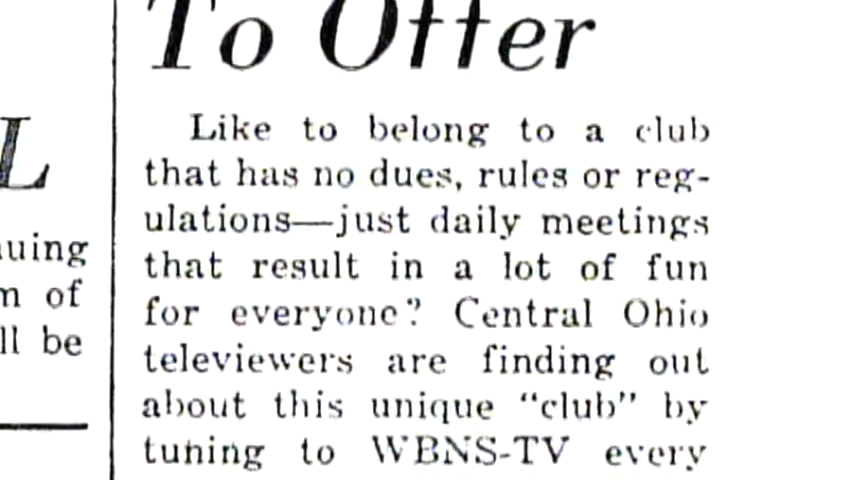 To Offer
Like to belong to a club
that has no dues, rules or reg-
ulations—just daily meetings
that result in a lot of fun
for everyone? Central Ohio
televiewers are finding out
about this unique "club" by
tuning to WBNS-TV every
L
uing
m of
ll be